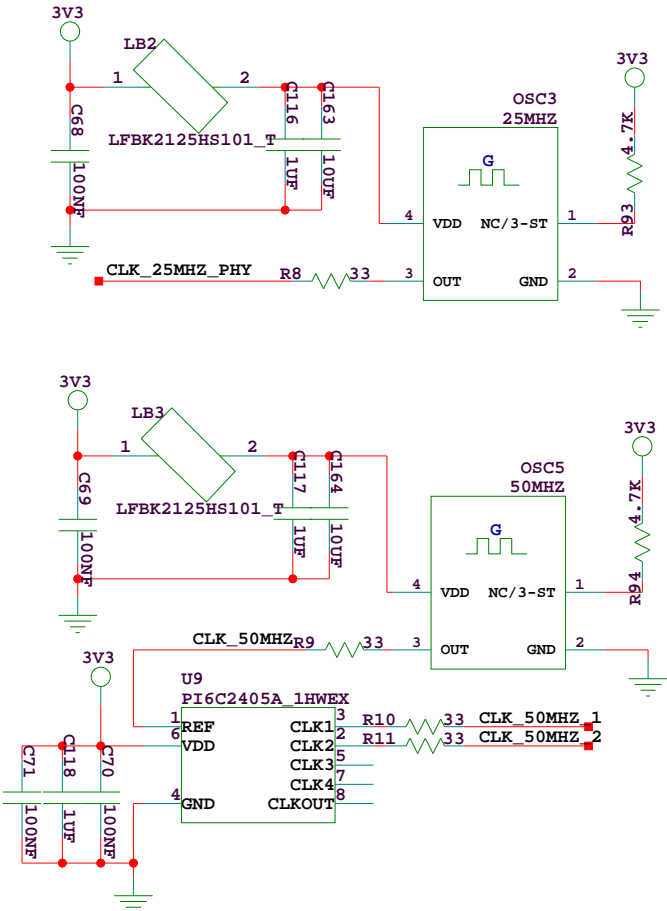 3V3
LB2
1
2
C68
100NF
LFBK2125HS101_T
C116
1UF
C163
10UF
OSC3
25MHZ
G
4
VDD
NC/3-ST
1
3
OUT
GND
2
3V3
4.7K
R93
CLK_25MHZ_PHY
R8
33
3V3
LB3
1
2
C69
100NF
LFBK2125HS101_T
C117
1UF
C164
10UF
OSC5
50MHZ
G
4
VDD
NC/3-ST
1
3
OUT
GND
2
3V3
4.7K
R94
CLK_50MHZ
R9
33
3V3
U9
PI6C2405A_1HWEX
1
REF
6
VDD
4
GND
CLK1
3
CLK2
2
CLK3
5
CLK4
7
CLKOUT
8
R10
33
CLK_50MHZ_1
R11
33
CLK_50MHZ_2
C71
100NF
C118
1UF
C70
100NF